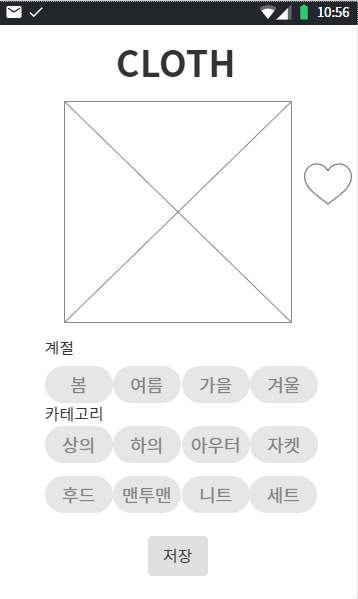 10:56
CLOTH
계절
봄 여름 가을 겨울
카테고리
상의 하의 아우터 자켓
후드 맨투맨 니트 세트
저장